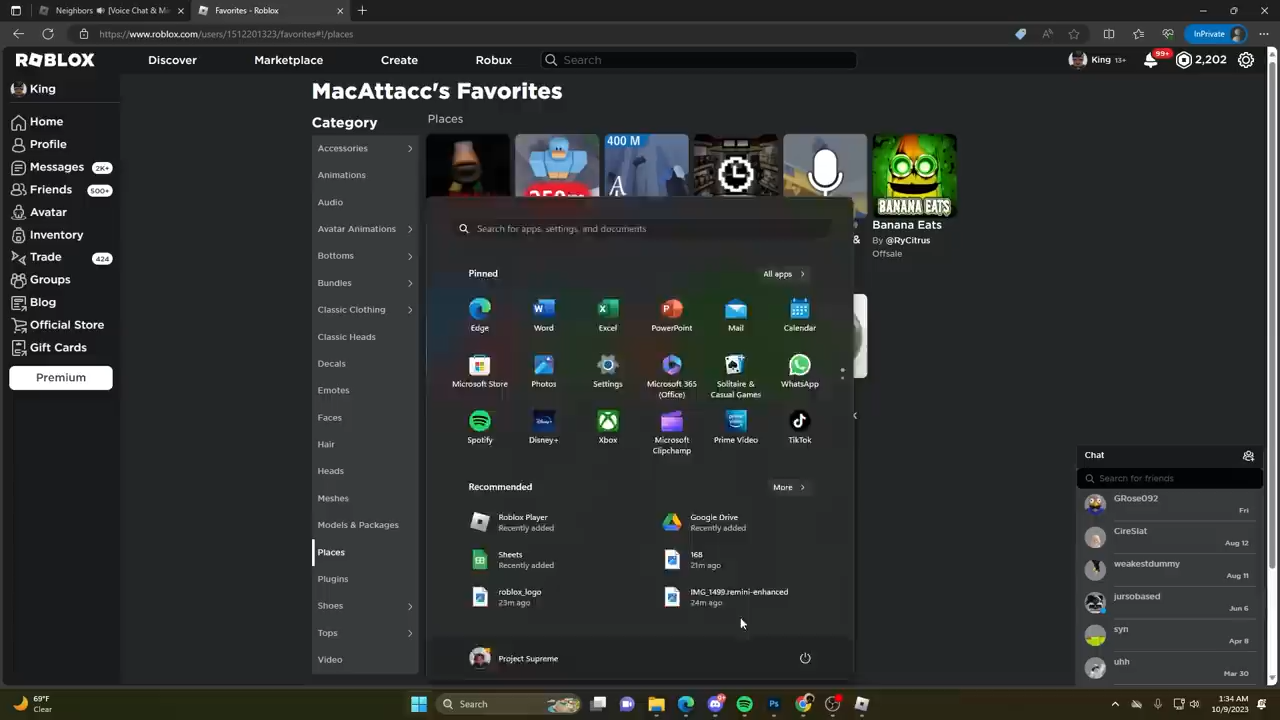 Neighbors 🔊 [Voice Chat & M
Favorites - Roblox
https://www.roblox.com/users/1512201323/favorites#!/places
InPrivate
ROBLOX
Discover
Marketplace
Create
Robux
Search
King 13+
99+
2,202
King
Home
Profile
Messages 2K+
Friends 500+
Avatar
Inventory
Trade 424
Groups
Blog
Official Store
Gift Cards
Premium
MacAttacc's Favorites
Category
Accessories
Animations
Audio
Avatar Animations
Bottoms
Bundles
Classic Clothing
Classic Heads
Decals
Emotes
Faces
Hair
Heads
Meshes
Models & Packages
Places
Plugins
Shoes
Tops
Video
Places
400 M
BANANA EATS
Banana Eats
By @RyCitrus
Offsale
&
Search for apps, settings, and documents
Pinned
All apps
Edge
Word
Excel
PowerPoint
Mail
Calendar
Microsoft Store
Photos
Settings
Microsoft 365
(Office)
Solitaire &
Casual Games
WhatsApp
Spotify
Disney+
Xbox
Microsoft
Clipchamp
Prime Video
TikTok
Recommended
More
Roblox Player
Recently added
Google Drive
Recently added
Sheets
Recently added
168
21m ago
roblox_logo
23m ago
IMG_1499.remini-enhanced
24m ago
Project Supreme
Chat
Search for friends
GRose092
Fri
CireSlat
Aug 12
weakestdummy
Aug 11
jursobased
Jun 6
syn
Apr 8
uhh
Mar 30
69°F
Clear
Search
1:34 AM
10/9/2023